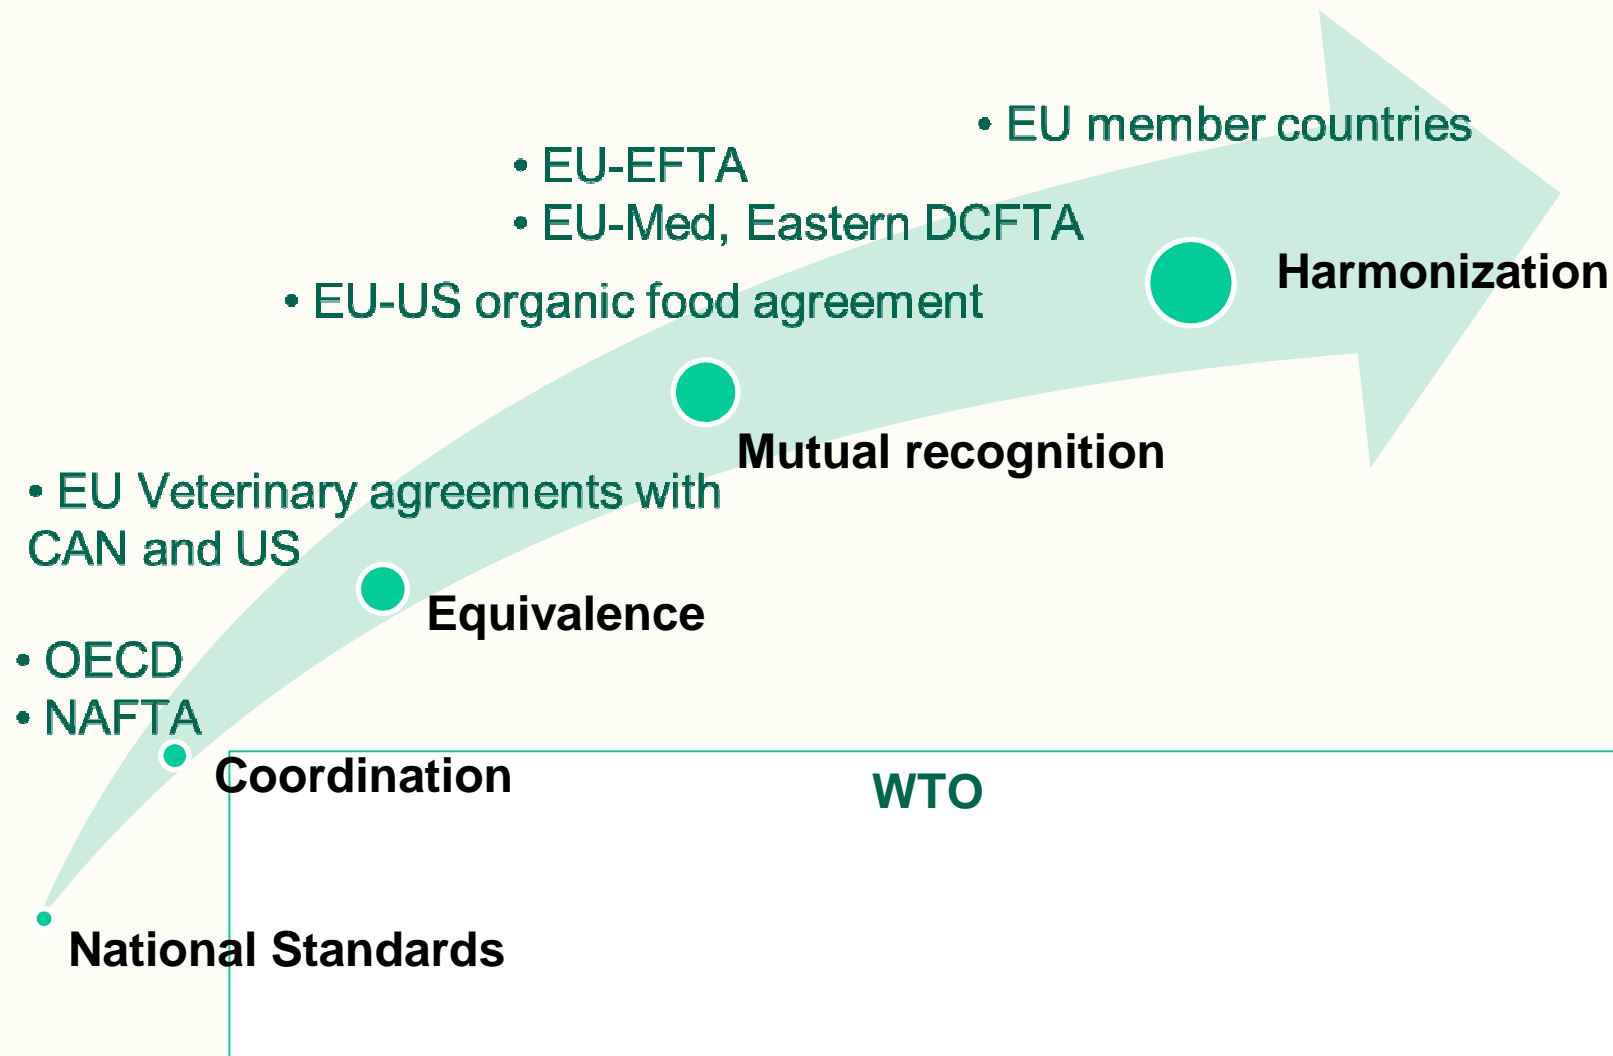 • EU member countries
• EU-EFTA
• EU-Med, Eastern DCFTA
Harmonization
• EU-US organic food agreement
Mutual recognition
• EU Veterinary agreements with
CAN and US
Equivalence
• OECD
• NAFTA
Coordination
WTO
National Standards